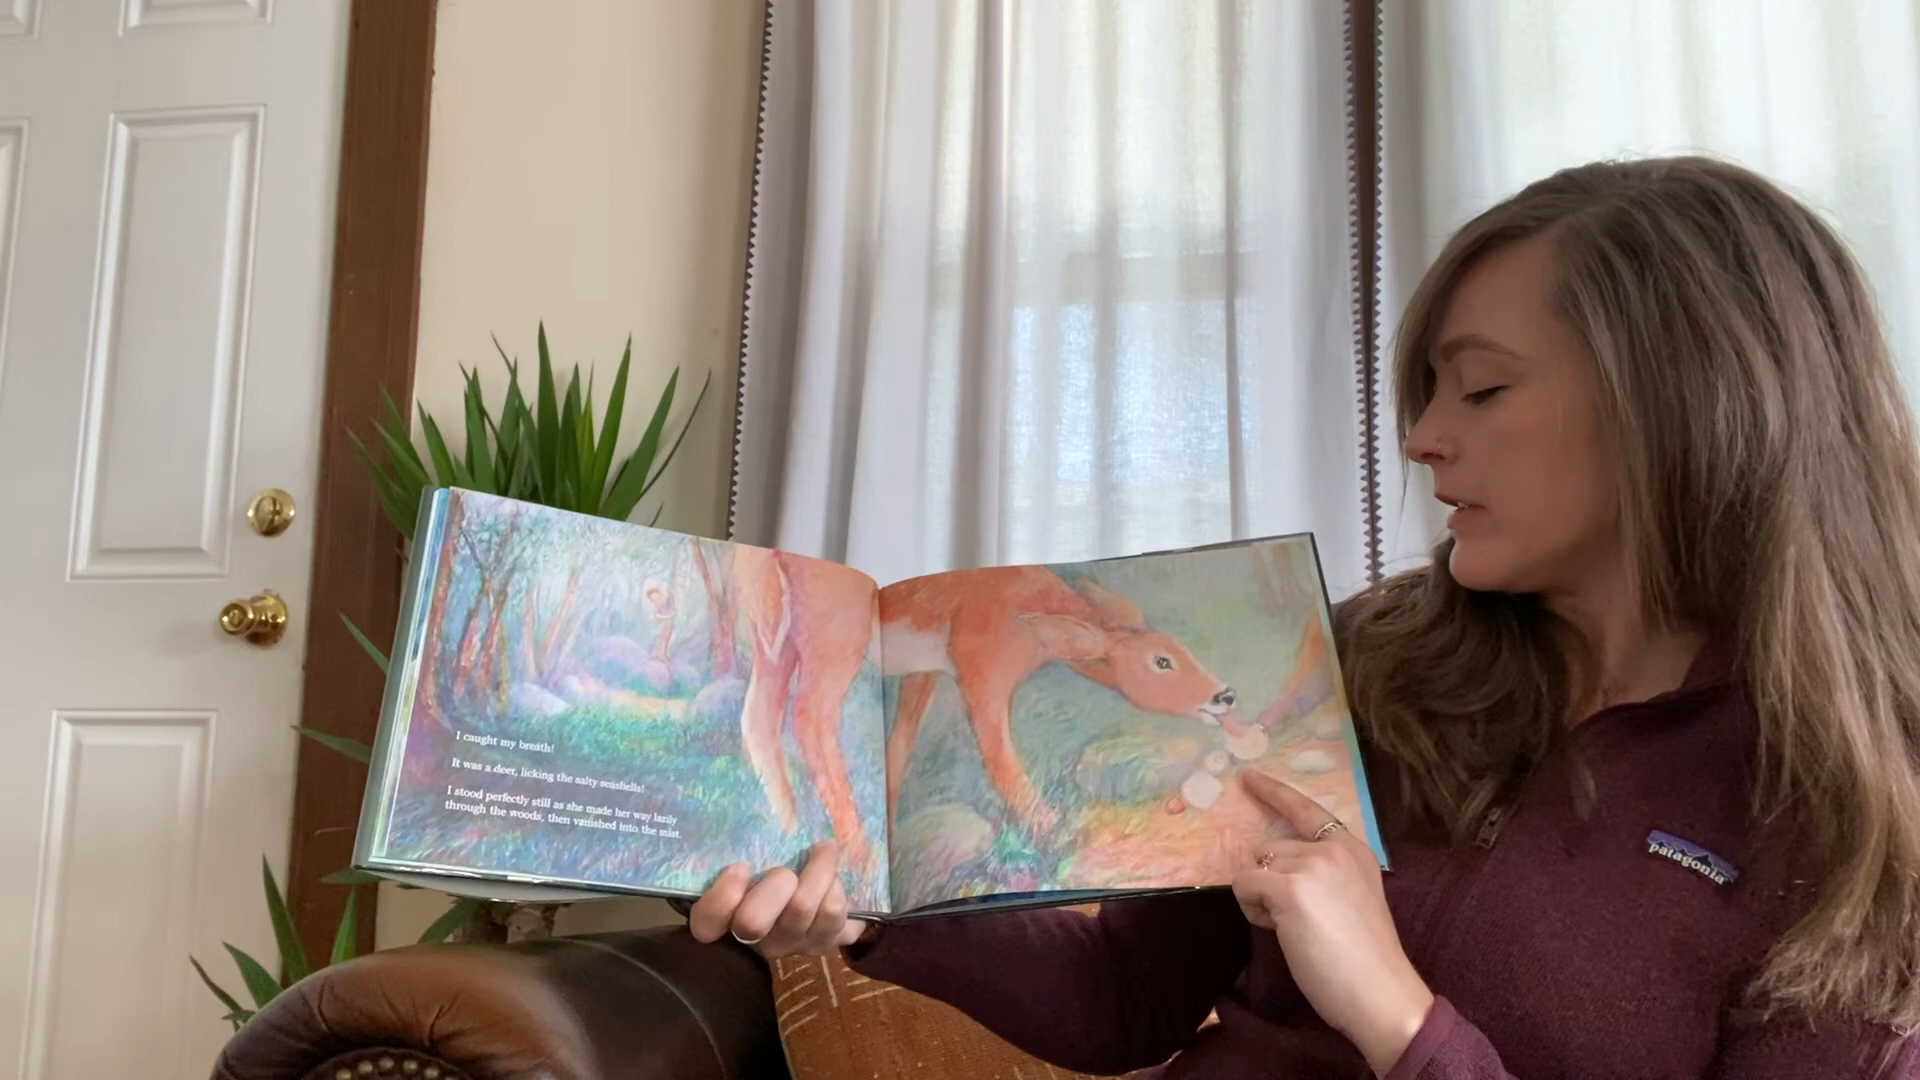 I caught my breath!
It was a deer, licking the salty seashells!
I stood perfectly still as she made her way lazily
through the woods, then vanished into the mist.
patagonia